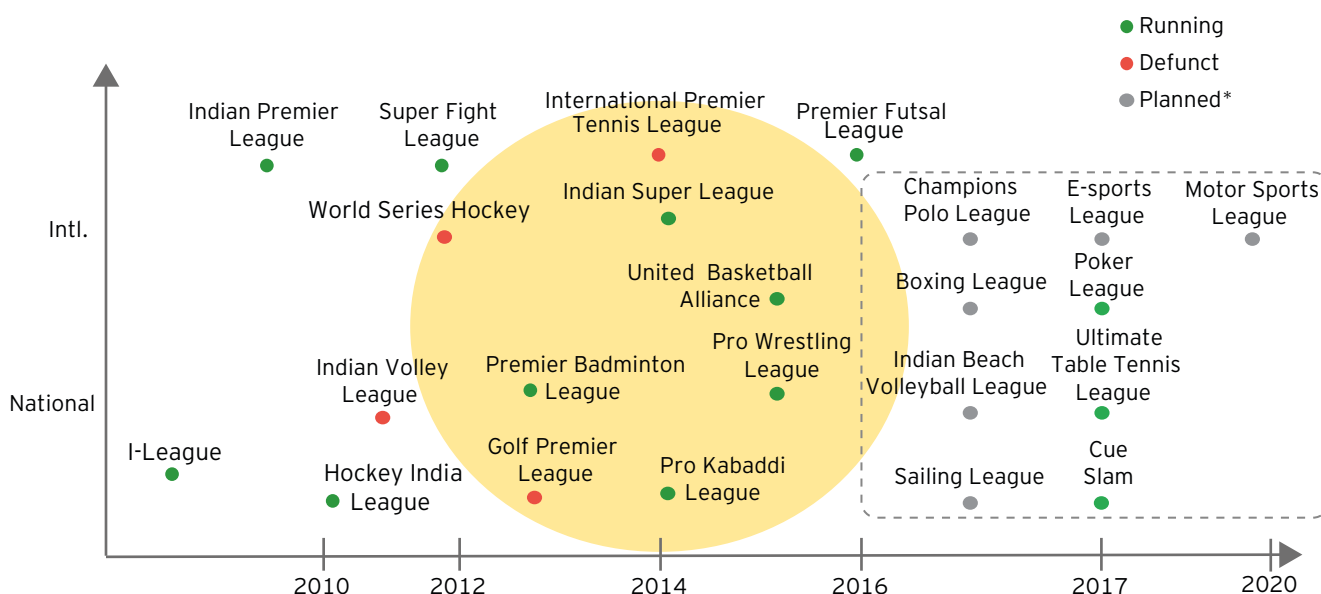 Running
Defunct
Planned*
Indian Premier
League
Super Fight
League
International Premier
Tennis League
Premier Futsal
League
World Series Hockey
Indian Super League
Champions
Polo League
E-sports
League
Motor Sports
League
Intl.
United Basketball
Alliance
Boxing League
Poker
League
Indian Volley
League
Premier Badminton
League
Pro Wrestling
League
Indian Beach
Volleyball League
Ultimate
Table Tennis
League
National
I-League
Hockey India
League
Golf Premier
League
Pro Kabaddi
League
Sailing League
Cue
Slam
2010
2012
2014
2016
2017
2020